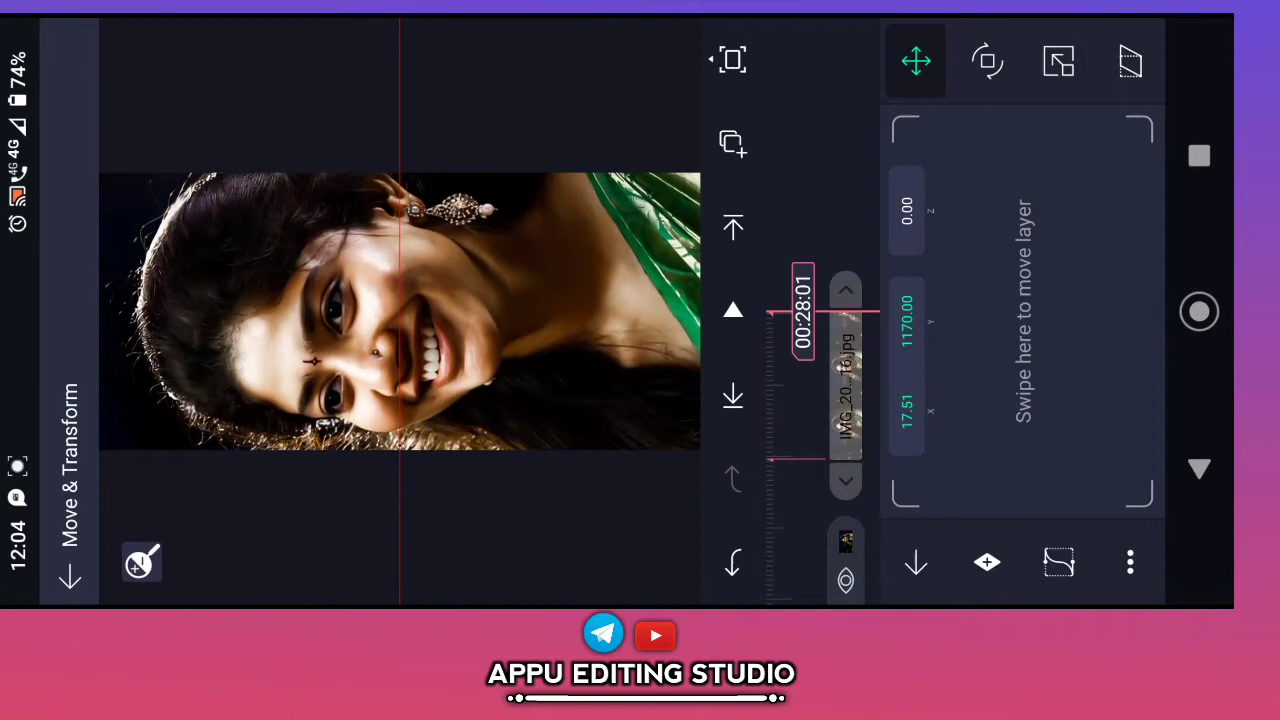 12:04
4G 4G 74%
Move & Transform
00:28:01
IMG_20...16.jpg
17.51 1170.00 0.00
X Y Z
Swipe here to move layer
APPU EDITING STUDIO